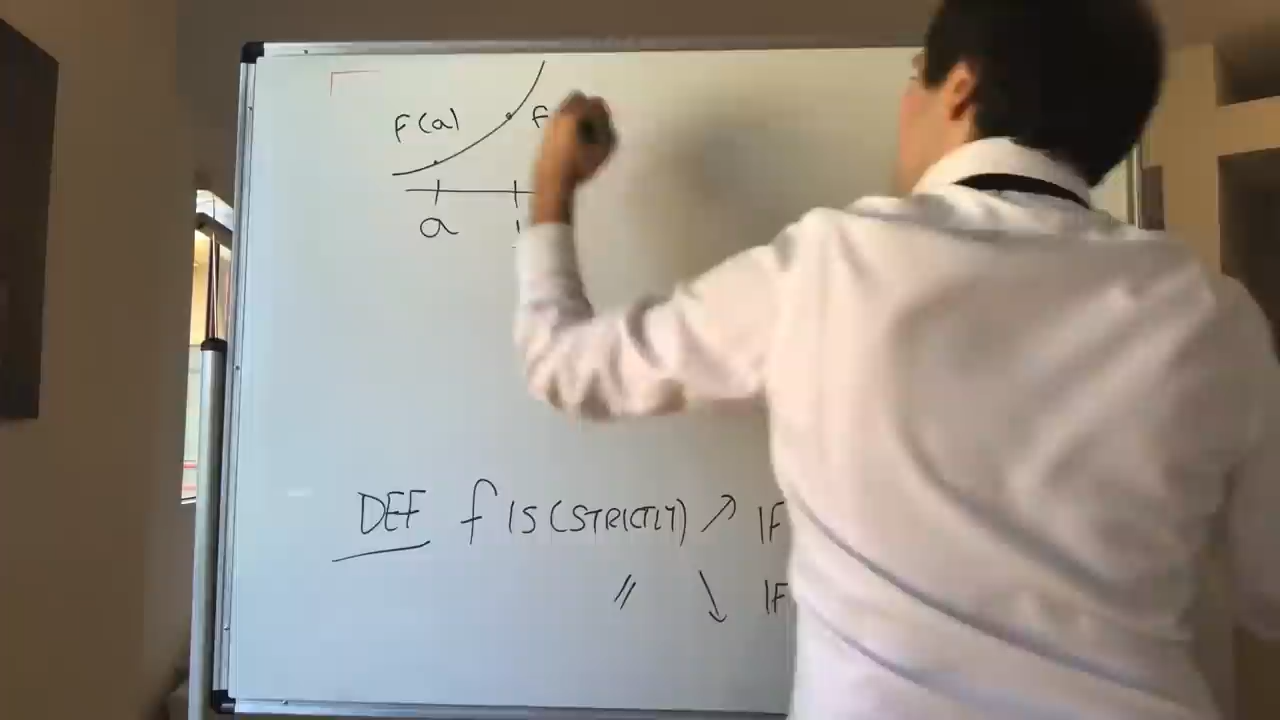 f(a) f
a
DEF f IS (STRICTLY) ↗ IF
〃 ↘ IF